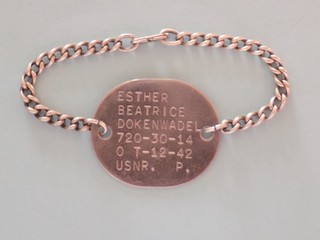 ESTHER
BEATRICE
DOKENWADEL
720-30-14
O T-12-42
USNR. P.